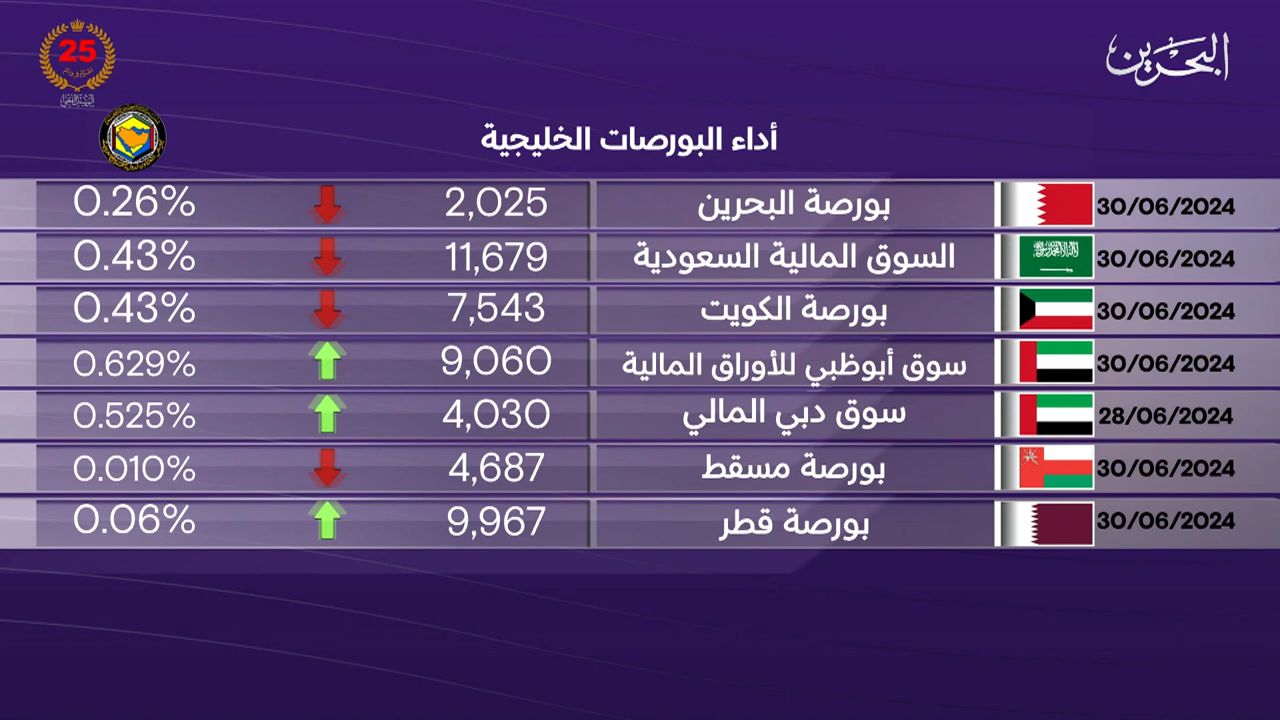 25
البحرين
أداء البورصات الخليجية
30/06/2024 بورصة البحرين 2,025 0.26%
30/06/2024 السوق المالية السعودية 11,679 0.43%
30/06/2024 بورصة الكويت 7,543 0.43%
30/06/2024 سوق أبوظبي للأوراق المالية 9,060 0.629%
28/06/2024 سوق دبي المالي 4,030 0.525%
30/06/2024 بورصة مسقط 4,687 0.010%
30/06/2024 بورصة قطر 9,967 0.06%